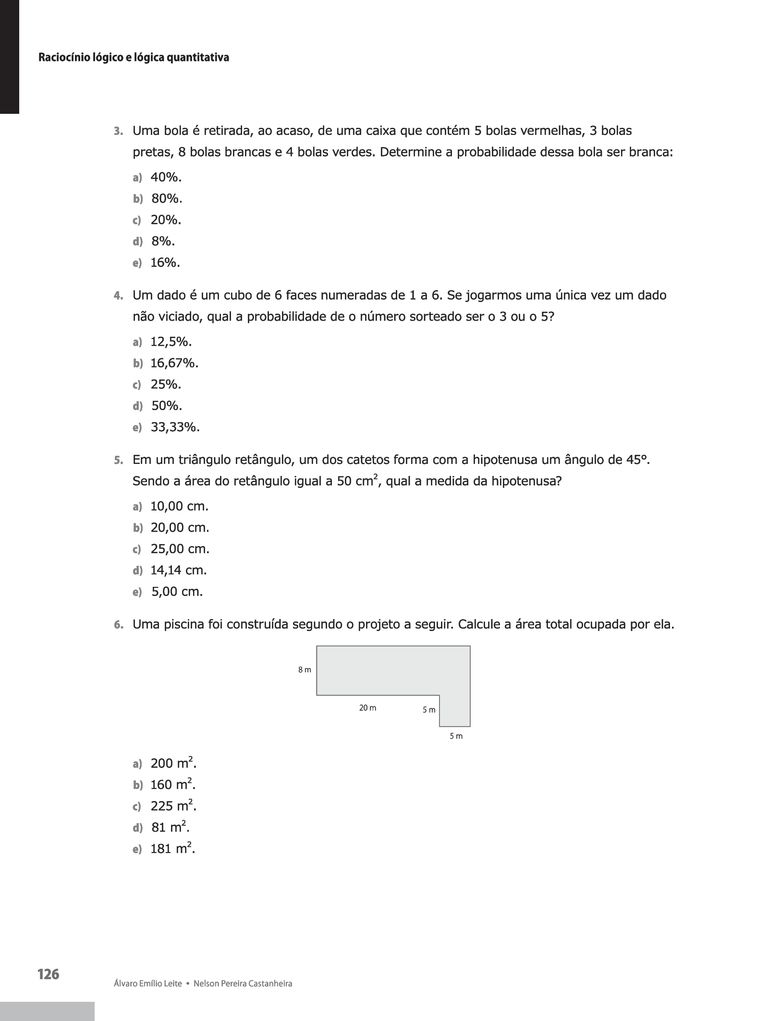 Raciocínio lógico e lógica quantitativa
3. Uma bola é retirada, ao acaso, de uma caixa que contém 5 bolas vermelhas, 3 bolas
pretas, 8 bolas brancas e 4 bolas verdes. Determine a probabilidade dessa bola ser branca:
a) 40%.
b) 80%.
c) 20%.
d) 8%.
e) 16%.
4. Um dado é um cubo de 6 faces numeradas de 1 a 6. Se jogarmos uma única vez um dado
não viciado, qual a probabilidade de o número sorteado ser o 3 ou o 5?
a) 12,5%.
b) 16,67%.
c) 25%.
d) 50%.
e) 33,33%.
5. Em um triângulo retângulo, um dos catetos forma com a hipotenusa um ângulo de 45°.
Sendo a área do retângulo igual a 50 cm², qual a medida da hipotenusa?
a) 10,00 cm.
b) 20,00 cm.
c) 25,00 cm.
d) 14,14 cm.
e) 5,00 cm.
6. Uma piscina foi construída segundo o projeto a seguir. Calcule a área total ocupada por ela.
8 m
20 m
5 m
5 m
a) 200 m².
b) 160 m².
c) 225 m².
d) 81 m².
e) 181 m².
126
Álvaro Emílio Leite • Nelson Pereira Castanheira